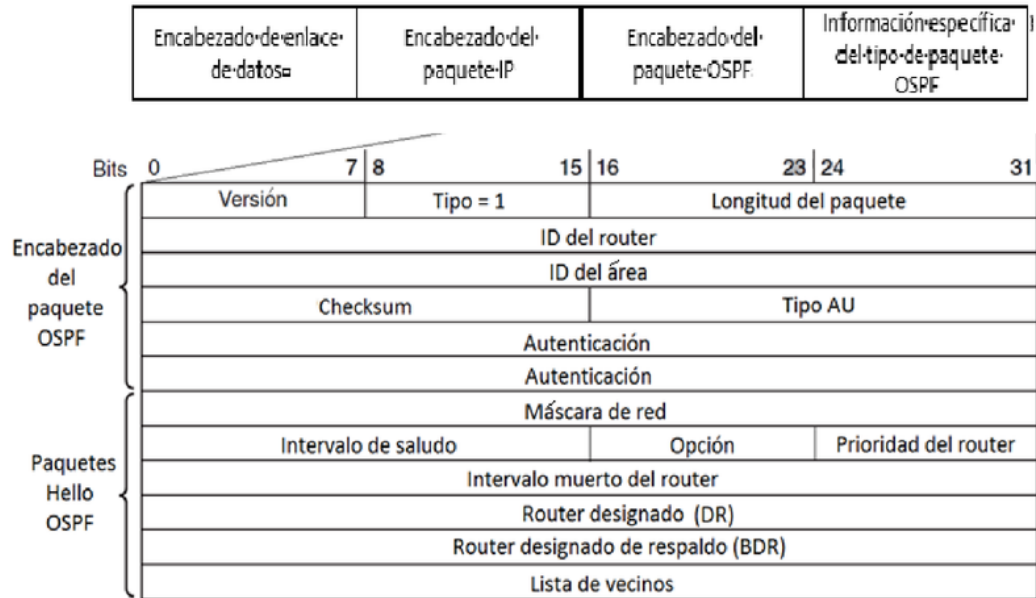 Encabezado·de·enlace·
de·datos¤
Encabezado·del·
paquete·IP
Encabezado·del·
paquete·OSPF
Información·específica·
del·tipo·de·paquete·
OSPF
Bits 0 7 8 15 16 23 24 31
Versión Tipo = 1 Longitud del paquete
ID del router
ID del área
Encabezado
del
paquete
OSPF
Checksum Tipo AU
Autenticación
Autenticación
Máscara de red
Intervalo de saludo Opción Prioridad del router
Paquetes
Hello
OSPF
Intervalo muerto del router
Router designado (DR)
Router designado de respaldo (BDR)
Lista de vecinos